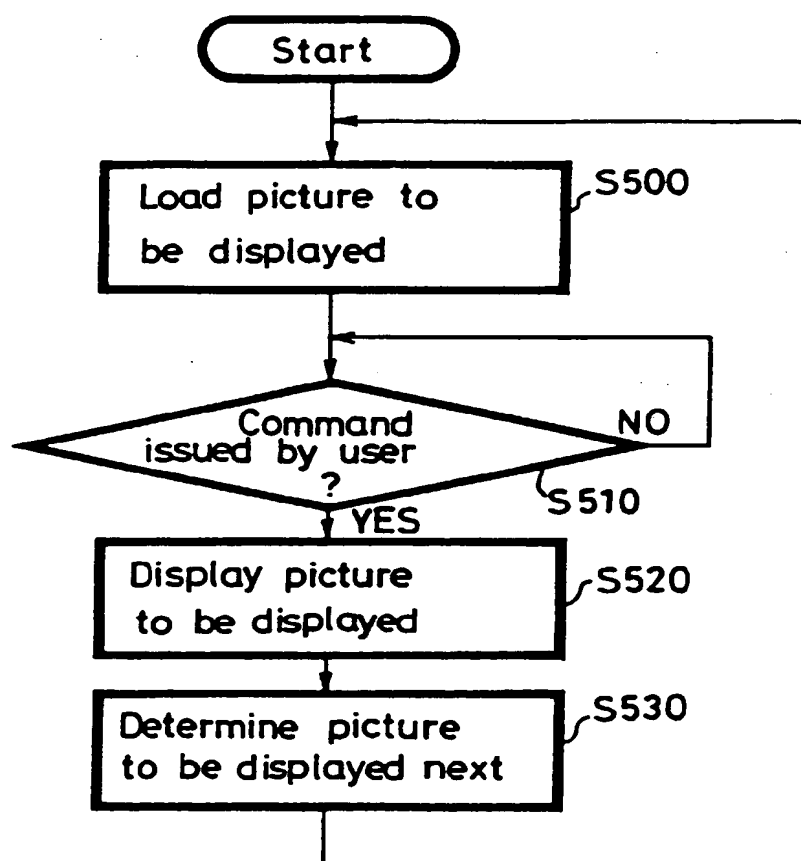 Start
Load picture to
be displayed
S500
Command
issued by user
?
NO
S510
YES
Display picture
to be displayed
S520
Determine picture
to be displayed next
S530